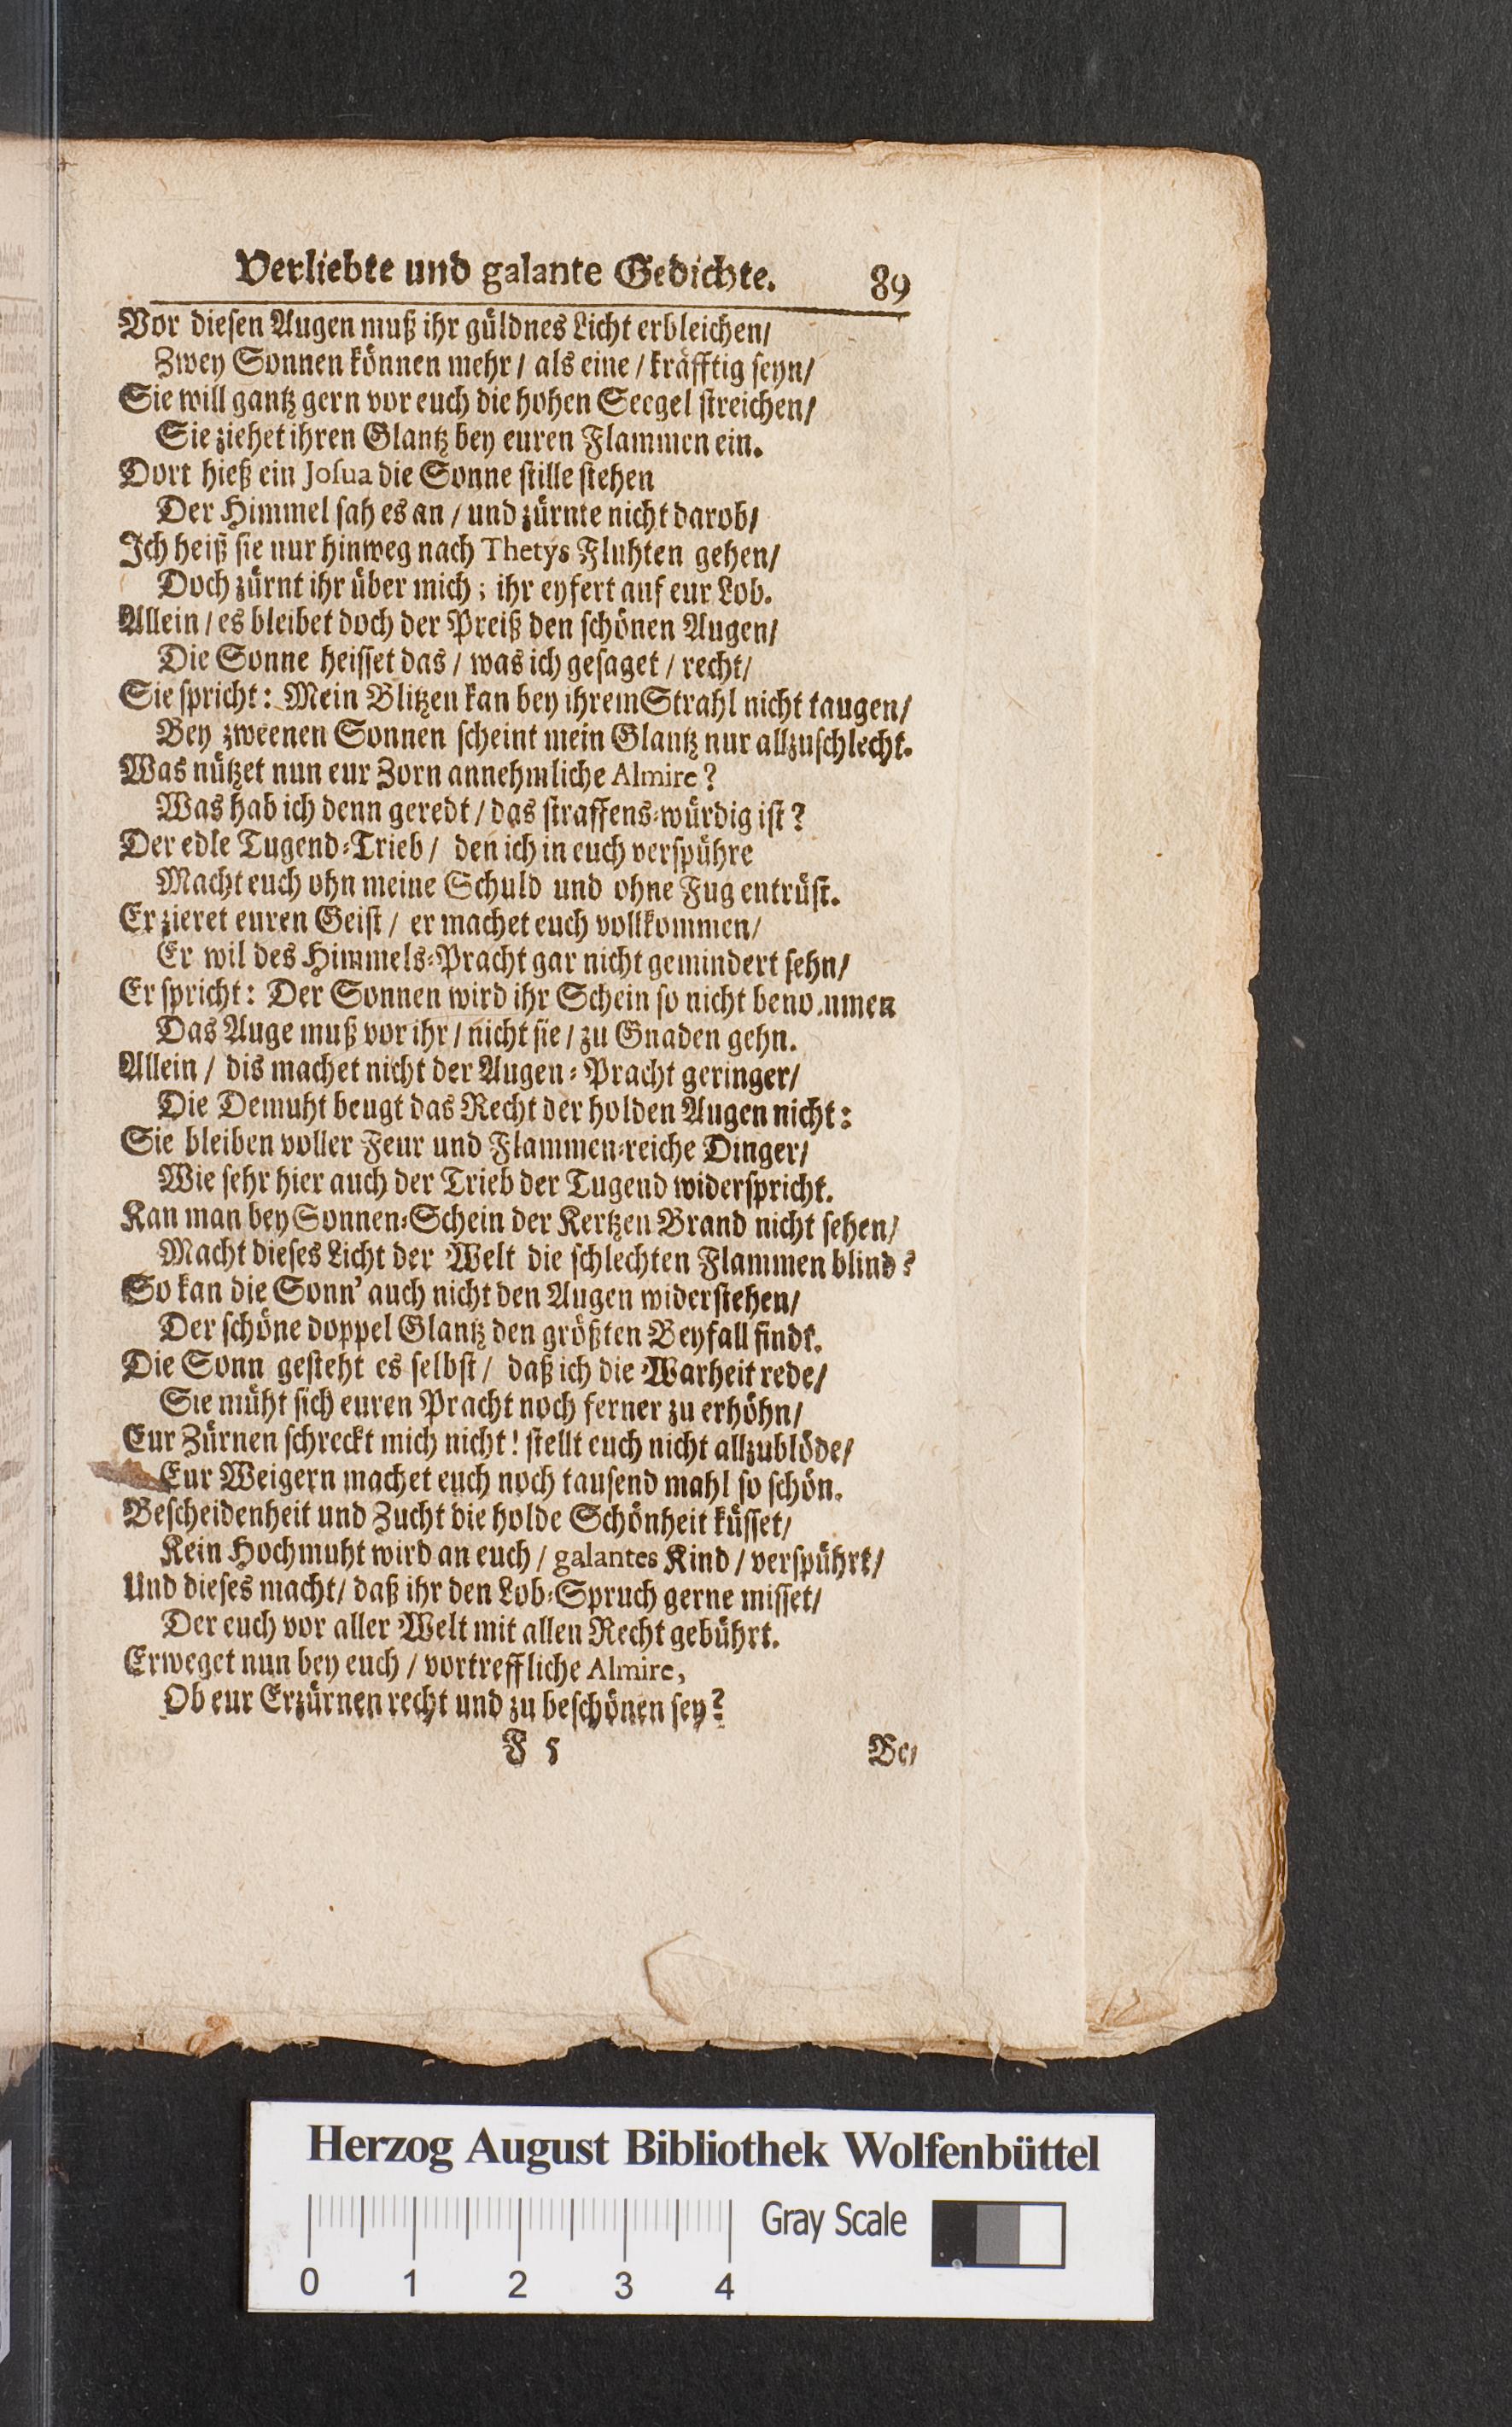 Verliebte und galante Gedichte. 89
Vor diesen Augen muß ihr güldnes Licht erbleichen/
Zwey Sonnen können mehr / als eine / kräfftig seyn/
Sie will gantz gern vor euch die hohen Seegel streichen/
Sie ziehet ihren Glantz bey euren Flammen ein.
Dort hieß ein Josua die Sonne stille stehen
Der Himmel sah es an / und zürnte nicht darob/
Ich heiß sie nur hinweg nach Thetys Fluhten gehen/
Doch zürnt ihr über mich; ihr eyfert auf eur Lob.
Allein / es bleibet doch der Preiß den schönen Augen/
Die Sonne heisset das / was ich gesaget / recht/
Sie spricht: Mein Blitzen kan bey ihrem Strahl nicht taugen/
Bey zweenen Sonnen scheint mein Glantz nur allzuschlecht.
Was nützet nun eur Zorn annehmliche Almire?
Was hab ich denn geredt / das straffens-würdig ist?
Der edle Tugend-Trieb / den ich in euch verspühre
Macht euch ohn meine Schuld und ohne Fug entrüst.
Er zieret euren Geist / er machet euch vollkommen/
Er wil des Himmels-Pracht gar nicht gemindert sehn/
Er spricht: Der Sonnen wird ihr Schein so nicht benommen
Das Auge muß vor ihr / nicht sie / zu Gnaden gehn.
Allein / dis machet nicht der Augen-Pracht geringer/
Die Demuht beugt das Recht der holden Augen nicht:
Sie bleiben voller Feur und Flammen-reiche Dinger/
Wie sehr hier auch der Trieb der Tugend widerspricht.
Kan man bey Sonnen-Schein der Kertzen Brand nicht sehen/
Macht dieses Licht der Welt die schlechten Flammen blind?
So kan die Sonn' auch nicht den Augen widerstehen/
Der schöne doppel Glantz den größten Beyfall findt.
Die Sonn gesteht es selbst / daß ich die Warheit rede/
Sie müht sich euren Pracht noch ferner zu erhöhn/
Eur Zürnen schreckt mich nicht! stellt euch nicht allzublöde/
Eur Weigern machet euch noch tausend mahl so schön.
Bescheidenheit und Zucht die holde Schönheit küsset/
Kein Hochmuht wird an euch / galantes Kind / verspührt/
Und dieses macht / daß ihr den Lob-Spruch gerne misset/
Der euch vor aller Welt mit allen Recht gebührt.
Erweget nun bey euch / vortreffliche Almire,
Ob eur Erzürnen recht und zu beschönen sey?
F 5 Be-
Herzog August Bibliothek Wolfenbüttel
Gray Scale
0 1 2 3 4